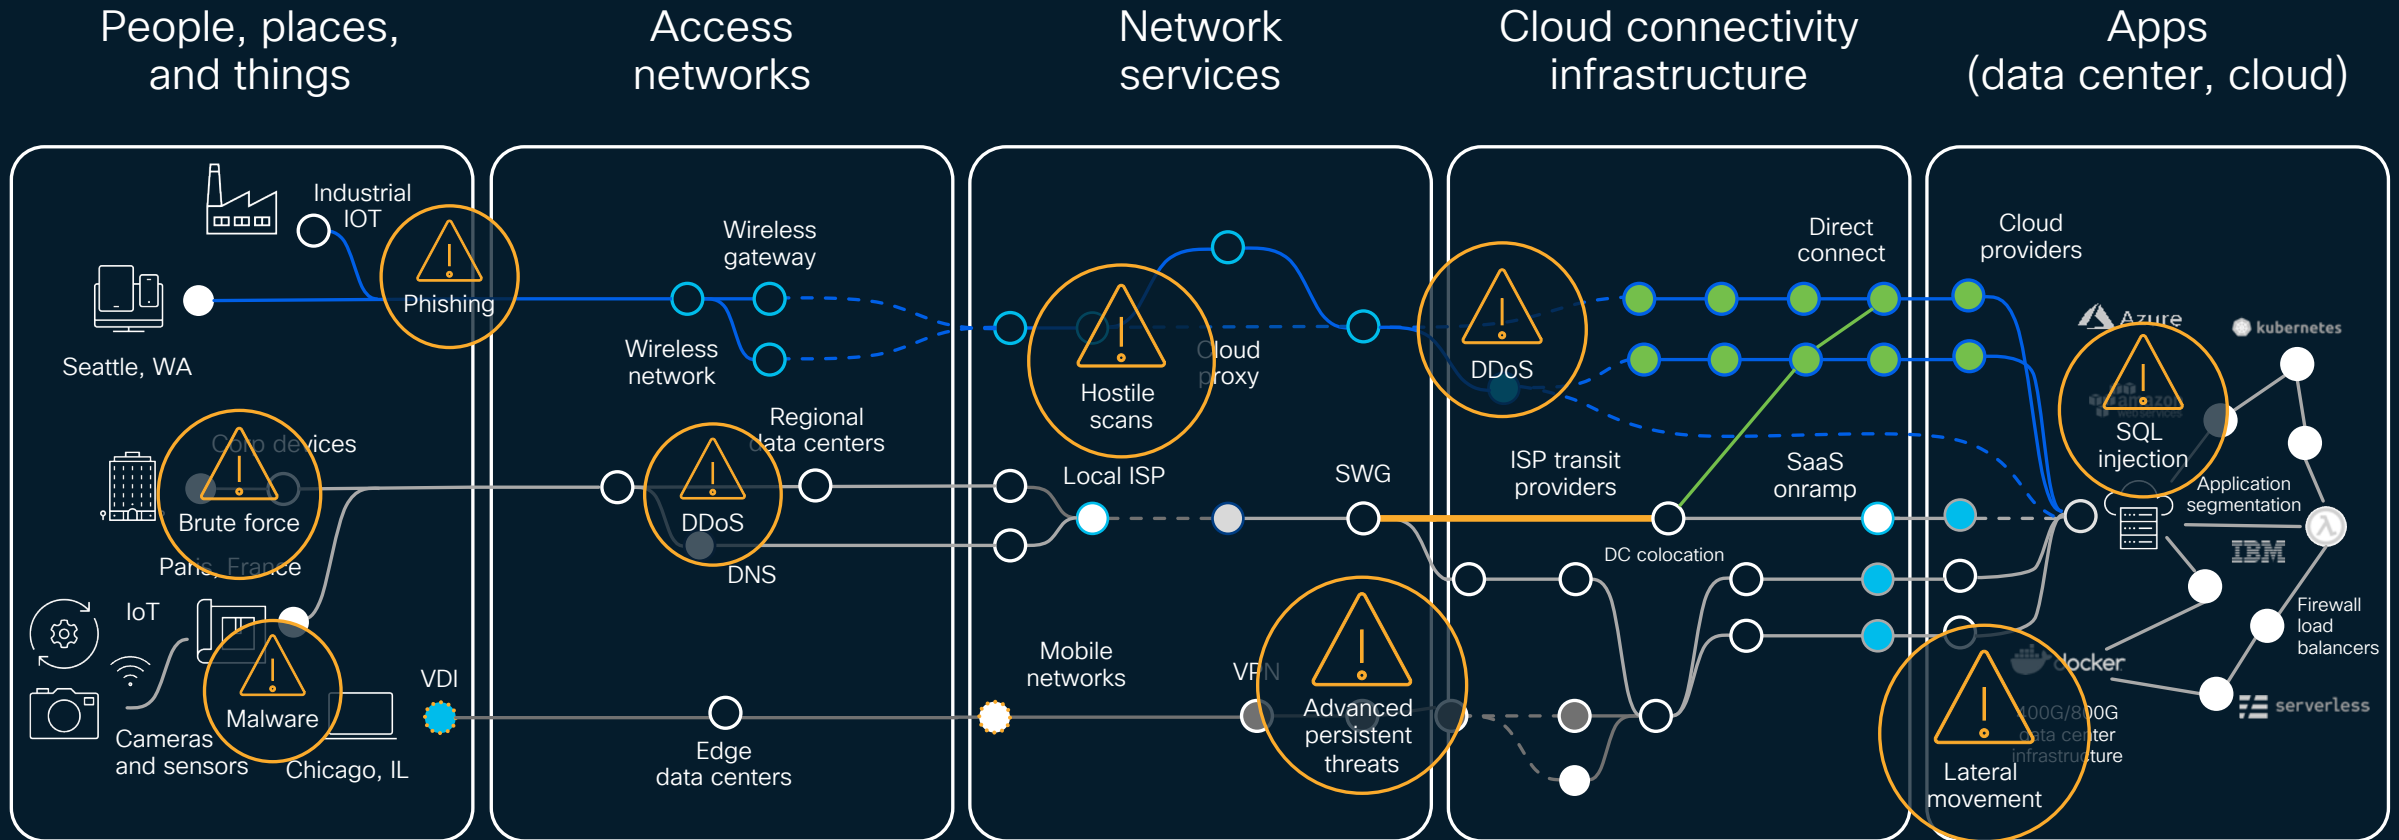 People, places,
and things
Access
networks
Network
services
Cloud connectivity
infrastructure
Apps
(data center, cloud)
Industrial
IOT
Phishing
Seattle, WA
Corp devices
Brute force
Paris, France
IoT
Malware
Cameras
and sensors
Chicago, IL
VDI
Wireless
gateway
Wireless
network
Regional
data centers
DDoS
DNS
Edge
data centers
Hostile
scans
Cloud
proxy
Local ISP
SWG
Mobile
networks
VPN
Advanced
persistent
threats
DDoS
Direct
connect
ISP transit
providers
SaaS
onramp
DC colocation
Cloud
providers
Azure
kubernetes
amazon
webservices
SQL
injection
Application
segmentation
λ
IBM
Firewall
load
balancers
docker
serverless
400G/800G
data center
infrastructure
Lateral
movement